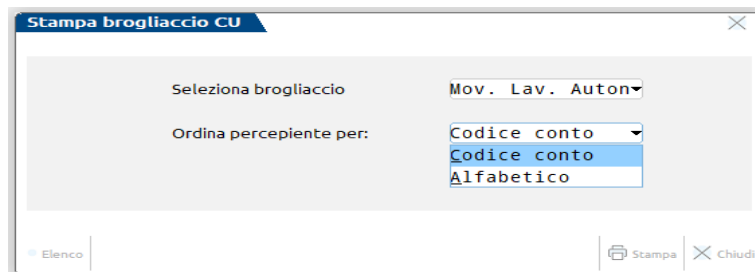 Stampa brogliaccio CU
Seleziona brogliaccio Mov. Lav. Auton
Ordina percepiente per: Codice conto
Codice conto
Alfabetico
Elenco Stampa Chiudi